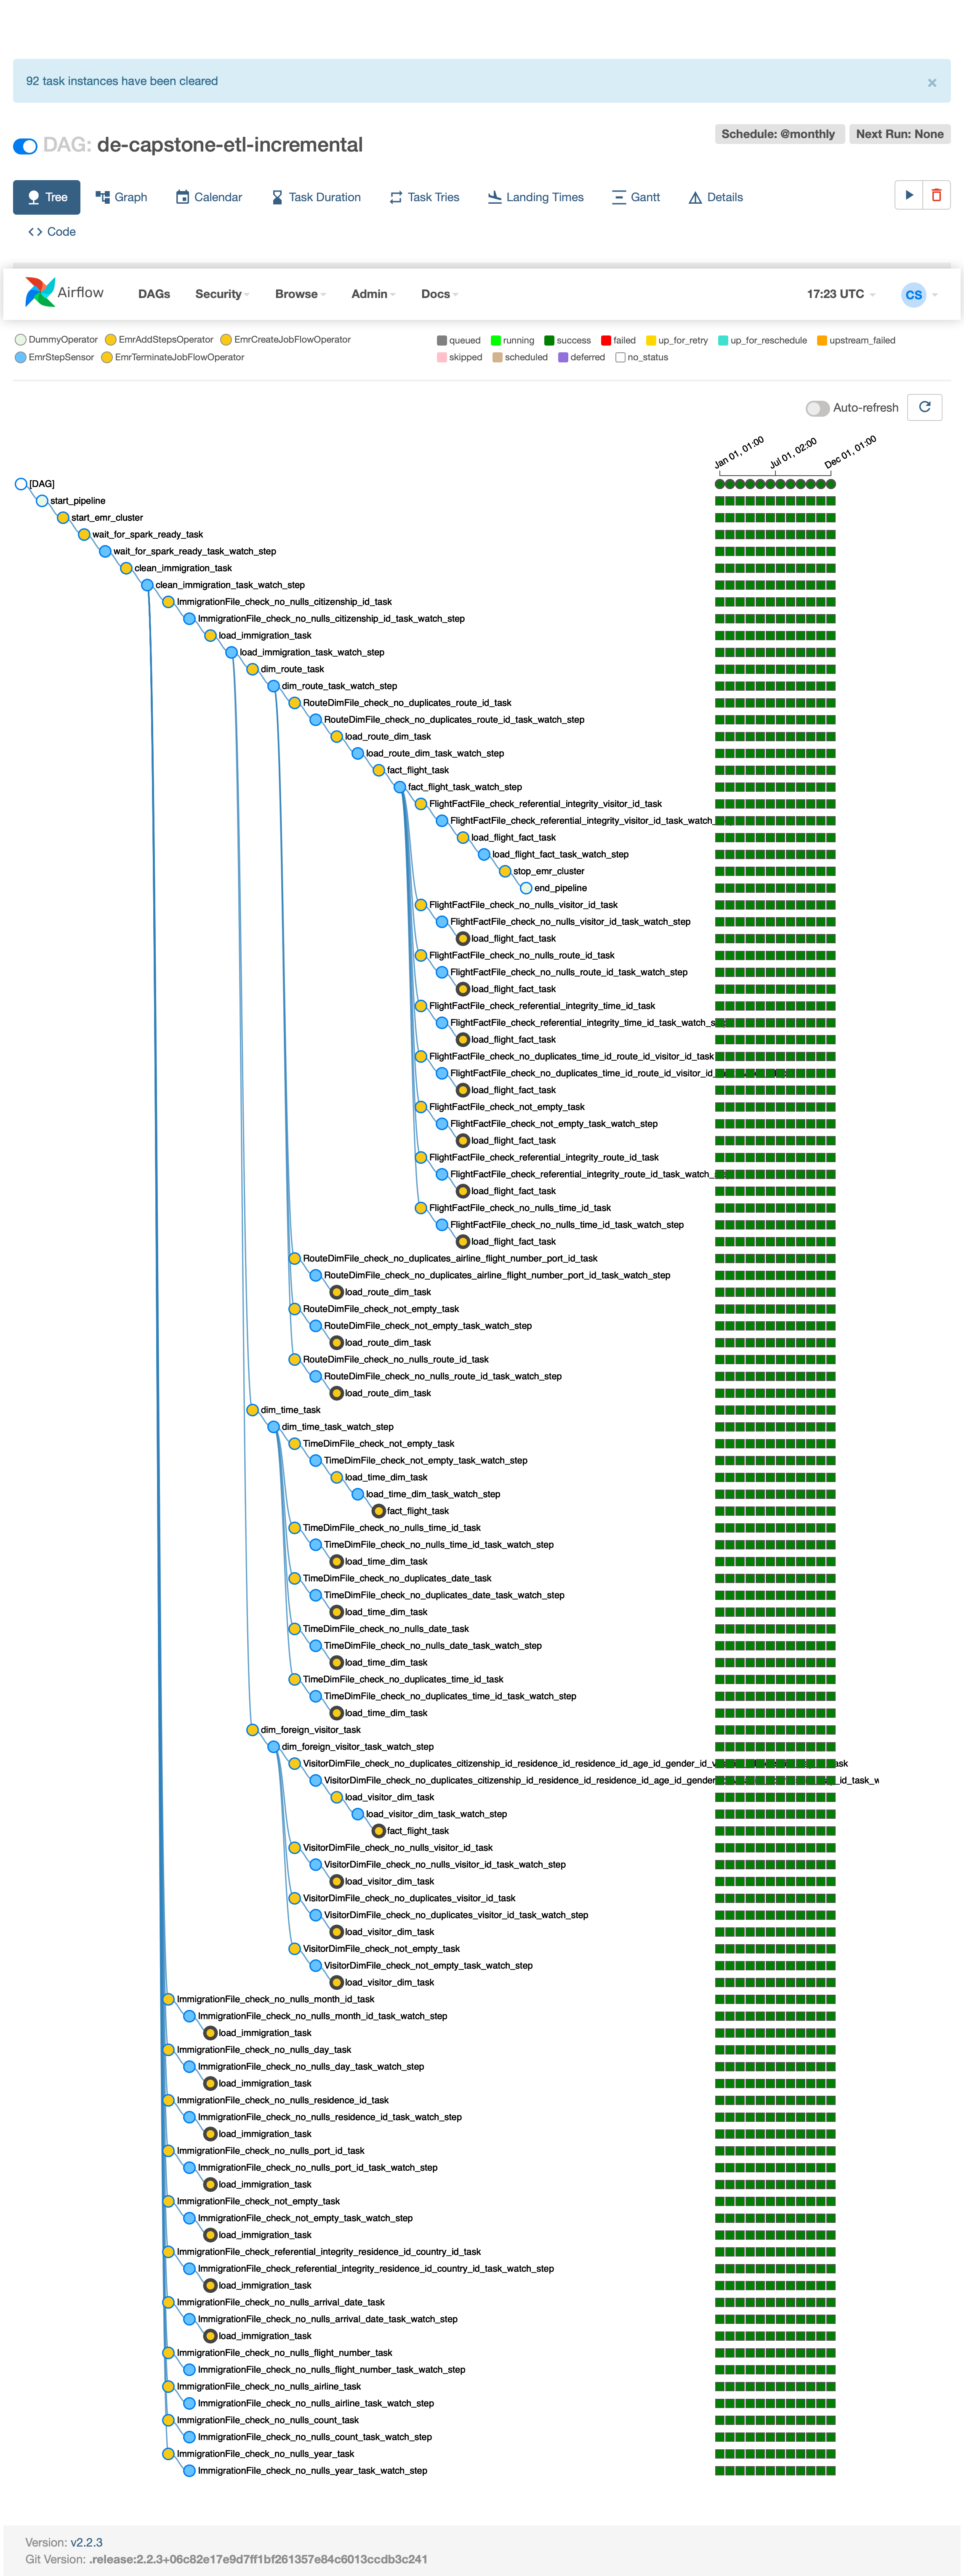 92 task instances have been cleared
×
DAG: de-capstone-etl-incremental
Schedule: @monthly
Next Run: None
Tree
Graph
Calendar
Task Duration
Task Tries
Landing Times
Gantt
Details
Code
Airflow
DAGs
Security
Browse
Admin
Docs
17:23 UTC
CS
DummyOperator
EmrAddStepsOperator
EmrCreateJobFlowOperator
EmrStepSensor
EmrTerminateJobFlowOperator
queued
running
success
failed
up_for_retry
up_for_reschedule
upstream_failed
skipped
scheduled
deferred
no_status
Auto-refresh
Jan 01, 01:00
Jul 01, 02:00
Dec 01, 01:00
[DAG]
start_pipeline
start_emr_cluster
wait_for_spark_ready_task
wait_for_spark_ready_task_watch_step
clean_immigration_task
clean_immigration_task_watch_step
ImmigrationFile_check_no_nulls_citizenship_id_task
ImmigrationFile_check_no_nulls_citizenship_id_task_watch_step
load_immigration_task
load_immigration_task_watch_step
dim_route_task
dim_route_task_watch_step
RouteDimFile_check_no_duplicates_route_id_task
RouteDimFile_check_no_duplicates_route_id_task_watch_step
load_route_dim_task
load_route_dim_task_watch_step
fact_flight_task
fact_flight_task_watch_step
FlightFactFile_check_referential_integrity_visitor_id_task
FlightFactFile_check_referential_integrity_visitor_id_task_watch_
load_flight_fact_task
load_flight_fact_task_watch_step
stop_emr_cluster
end_pipeline
FlightFactFile_check_no_nulls_visitor_id_task
FlightFactFile_check_no_nulls_visitor_id_task_watch_step
load_flight_fact_task
FlightFactFile_check_no_nulls_route_id_task
FlightFactFile_check_no_nulls_route_id_task_watch_step
load_flight_fact_task
FlightFactFile_check_referential_integrity_time_id_task
FlightFactFile_check_referential_integrity_time_id_task_watch_s
load_flight_fact_task
FlightFactFile_check_no_duplicates_time_id_route_id_visitor_id_task
FlightFactFile_check_no_duplicates_time_id_route_id_visitor_id_
load_flight_fact_task
FlightFactFile_check_not_empty_task
FlightFactFile_check_not_empty_task_watch_step
load_flight_fact_task
FlightFactFile_check_referential_integrity_route_id_task
FlightFactFile_check_referential_integrity_route_id_task_watch_
load_flight_fact_task
FlightFactFile_check_no_nulls_time_id_task
FlightFactFile_check_no_nulls_time_id_task_watch_step
load_flight_fact_task
RouteDimFile_check_no_duplicates_airline_flight_number_port_id_task
RouteDimFile_check_no_duplicates_airline_flight_number_port_id_task_watch_step
load_route_dim_task
RouteDimFile_check_not_empty_task
RouteDimFile_check_not_empty_task_watch_step
load_route_dim_task
RouteDimFile_check_no_nulls_route_id_task
RouteDimFile_check_no_nulls_route_id_task_watch_step
load_route_dim_task
dim_time_task
dim_time_task_watch_step
TimeDimFile_check_not_empty_task
TimeDimFile_check_not_empty_task_watch_step
load_time_dim_task
load_time_dim_task_watch_step
fact_flight_task
TimeDimFile_check_no_nulls_time_id_task
TimeDimFile_check_no_nulls_time_id_task_watch_step
load_time_dim_task
TimeDimFile_check_no_duplicates_date_task
TimeDimFile_check_no_duplicates_date_task_watch_step
load_time_dim_task
TimeDimFile_check_no_nulls_date_task
TimeDimFile_check_no_nulls_date_task_watch_step
load_time_dim_task
TimeDimFile_check_no_duplicates_time_id_task
TimeDimFile_check_no_duplicates_time_id_task_watch_step
load_time_dim_task
dim_foreign_visitor_task
dim_foreign_visitor_task_watch_step
VisitorDimFile_check_no_duplicates_citizenship_id_residence_id_residence_id_age_id_gender_id_v ask
VisitorDimFile_check_no_duplicates_citizenship_id_residence_id_residence_id_age_id_gender _id_task_w
load_visitor_dim_task
load_visitor_dim_task_watch_step
fact_flight_task
VisitorDimFile_check_no_nulls_visitor_id_task
VisitorDimFile_check_no_nulls_visitor_id_task_watch_step
load_visitor_dim_task
VisitorDimFile_check_no_duplicates_visitor_id_task
VisitorDimFile_check_no_duplicates_visitor_id_task_watch_step
load_visitor_dim_task
VisitorDimFile_check_not_empty_task
VisitorDimFile_check_not_empty_task_watch_step
load_visitor_dim_task
ImmigrationFile_check_no_nulls_month_id_task
ImmigrationFile_check_no_nulls_month_id_task_watch_step
load_immigration_task
ImmigrationFile_check_no_nulls_day_task
ImmigrationFile_check_no_nulls_day_task_watch_step
load_immigration_task
ImmigrationFile_check_no_nulls_residence_id_task
ImmigrationFile_check_no_nulls_residence_id_task_watch_step
load_immigration_task
ImmigrationFile_check_no_nulls_port_id_task
ImmigrationFile_check_no_nulls_port_id_task_watch_step
load_immigration_task
ImmigrationFile_check_not_empty_task
ImmigrationFile_check_not_empty_task_watch_step
load_immigration_task
ImmigrationFile_check_referential_integrity_residence_id_country_id_task
ImmigrationFile_check_referential_integrity_residence_id_country_id_task_watch_step
load_immigration_task
ImmigrationFile_check_no_nulls_arrival_date_task
ImmigrationFile_check_no_nulls_arrival_date_task_watch_step
load_immigration_task
ImmigrationFile_check_no_nulls_flight_number_task
ImmigrationFile_check_no_nulls_flight_number_task_watch_step
ImmigrationFile_check_no_nulls_airline_task
ImmigrationFile_check_no_nulls_airline_task_watch_step
ImmigrationFile_check_no_nulls_count_task
ImmigrationFile_check_no_nulls_count_task_watch_step
ImmigrationFile_check_no_nulls_year_task
ImmigrationFile_check_no_nulls_year_task_watch_step
Version: v2.2.3
Git Version: .release:2.2.3+06c82e17e9d7ff1bf261357e84c6013ccdb3c241